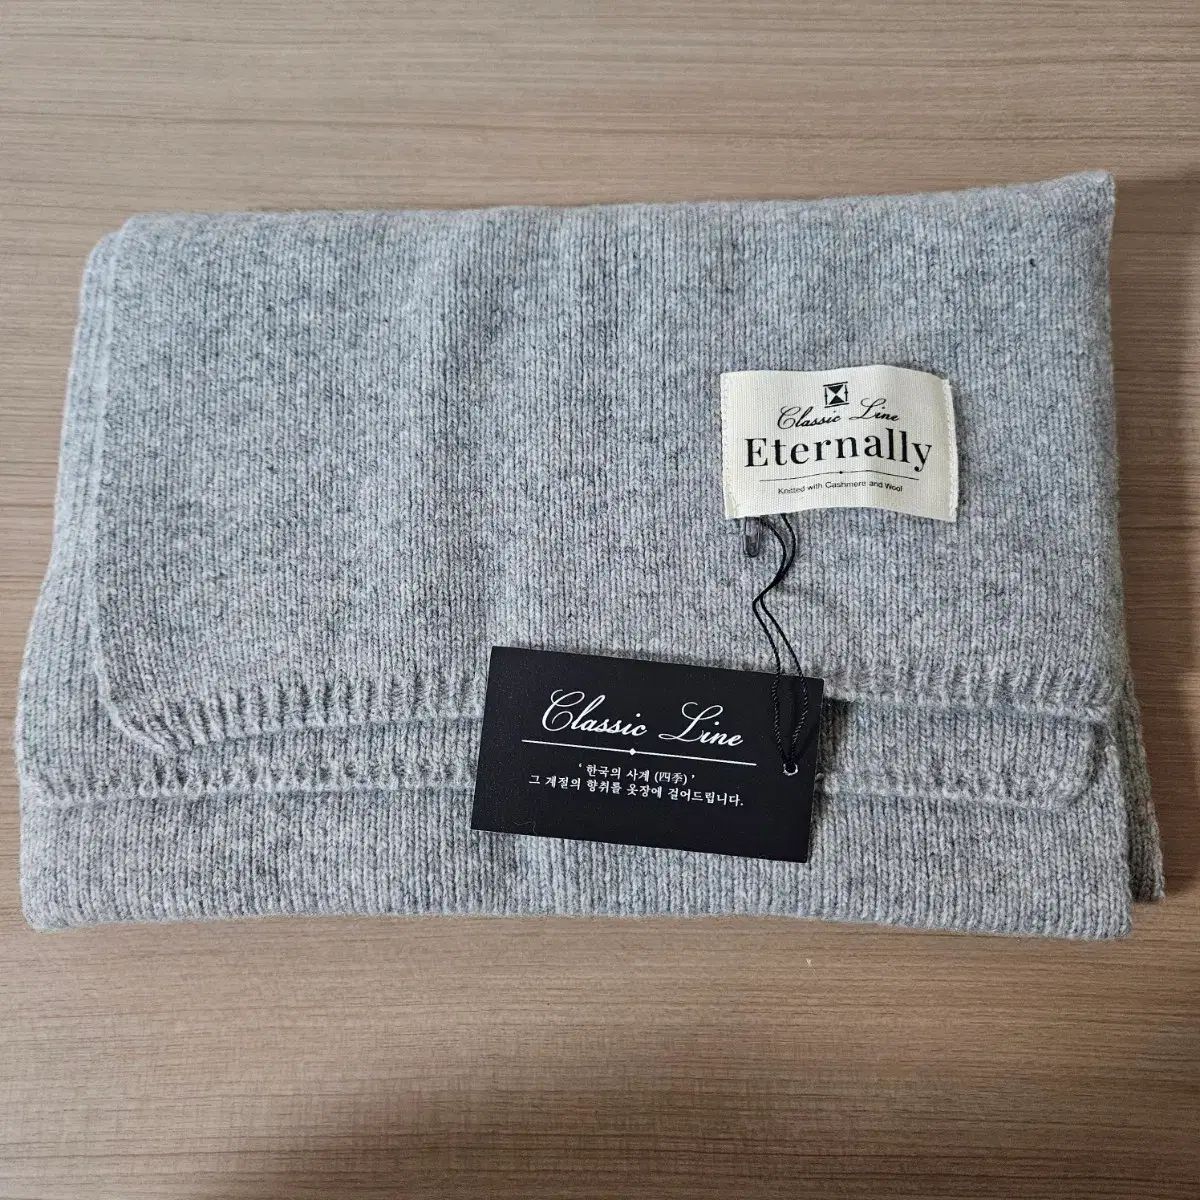 Classic Line
Eternally
Knitted with Cashmere and Wool
Classic Line
‘ 한국의 사계 (四季) ’
그 계절의 향취를 옷장에 걸어드립니다.